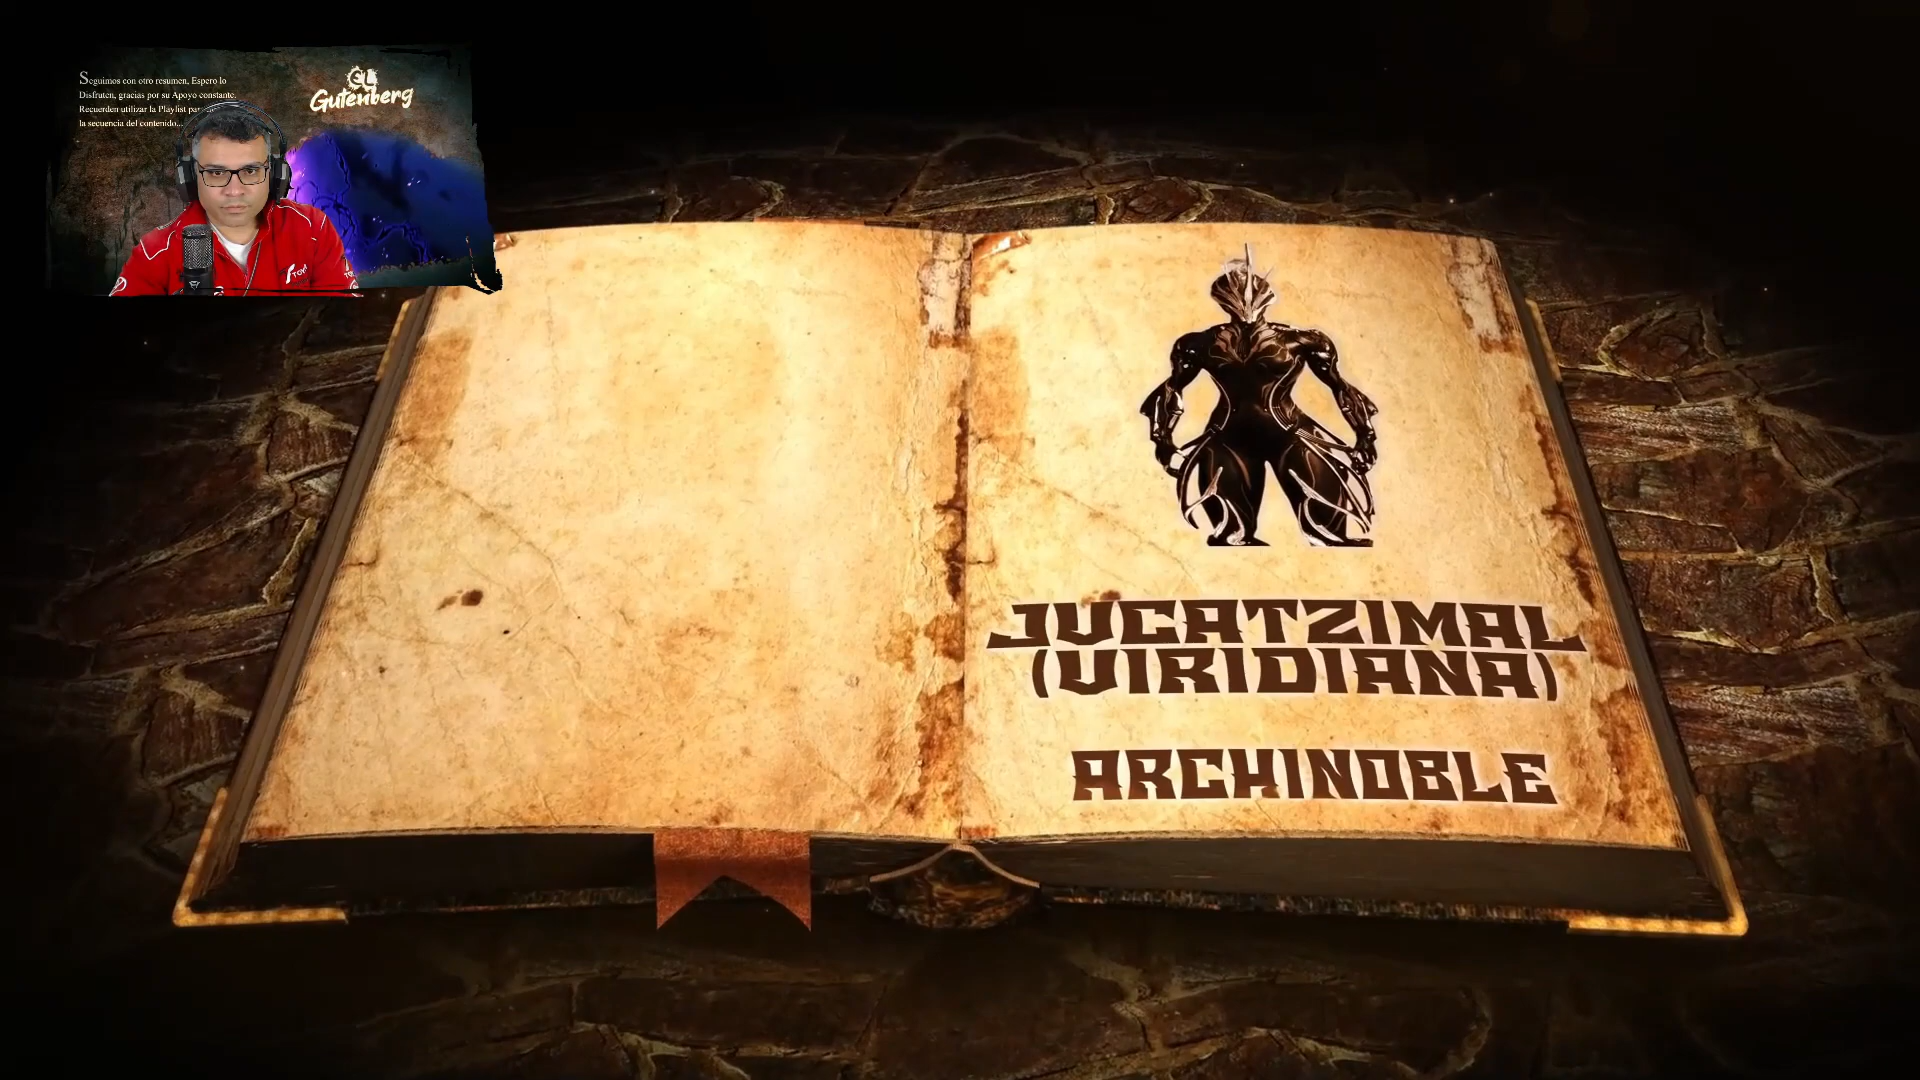 Seguimos con otro resumen, Espero lo
Disfruten, gracias por su Apoyo constante.
Recuerden utilizar la Playlist
la secuencia del contenido...
EL
Gutenberg
JUCATZIMAL
(VIRIDIANA)
ARCHINOBLE